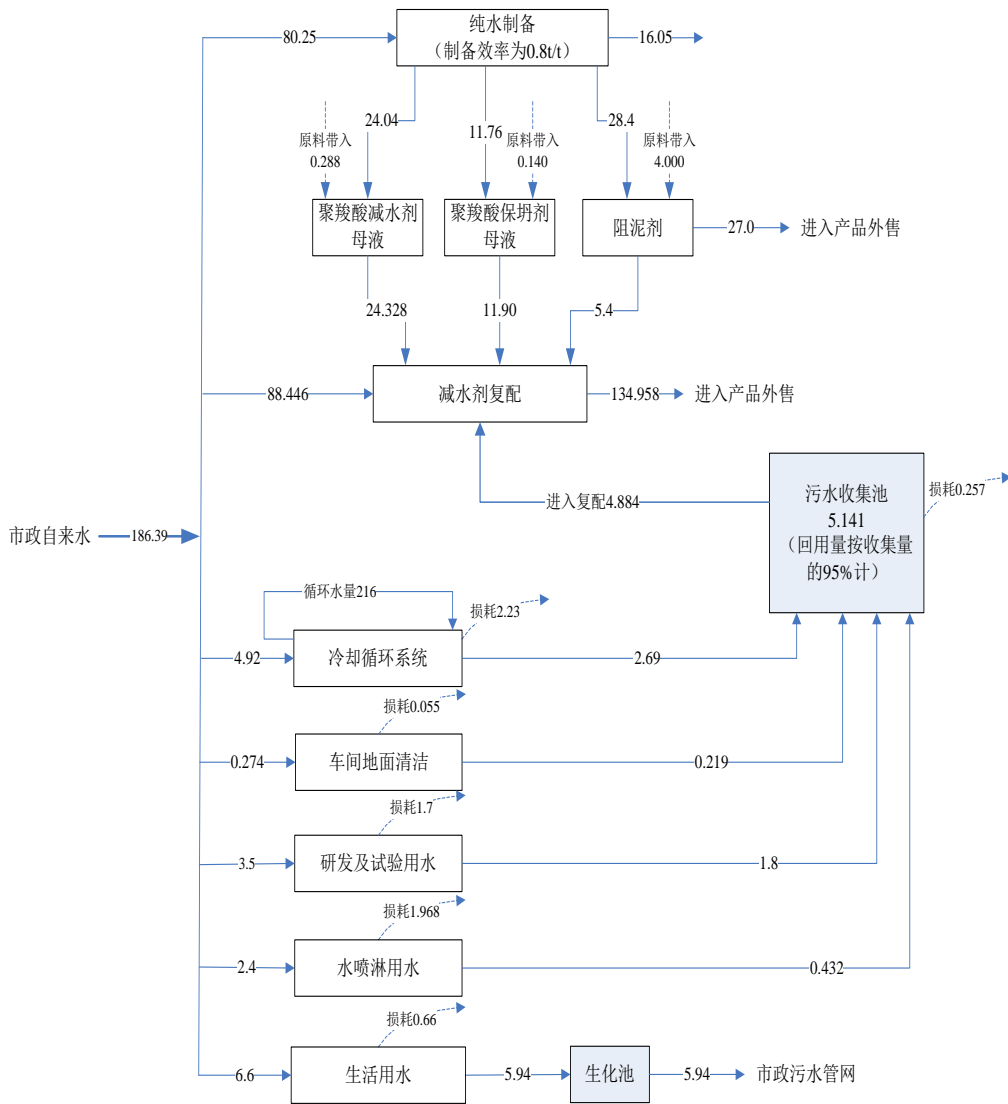 纯水制备
（制备效率为0.8t/t）
80.25
16.05
24.04
11.76
28.4
原料带入
0.288
原料带入
0.140
原料带入
4.000
聚羧酸减水剂
母液
聚羧酸保坍剂
母液
阻泥剂
27.0
进入产品外售
24.328
11.90
5.4
88.446
减水剂复配
134.958
进入产品外售
进入复配4.884
污水收集池
5.141
（回用量按收集量
的95%计）
损耗0.257
市政自来水
186.39
循环水量216
损耗2.23
4.92
冷却循环系统
2.69
损耗0.055
0.274
车间地面清洁
0.219
损耗1.7
3.5
研发及试验用水
1.8
损耗1.968
2.4
水喷淋用水
0.432
损耗0.66
6.6
生活用水
5.94
生化池
5.94
市政污水管网